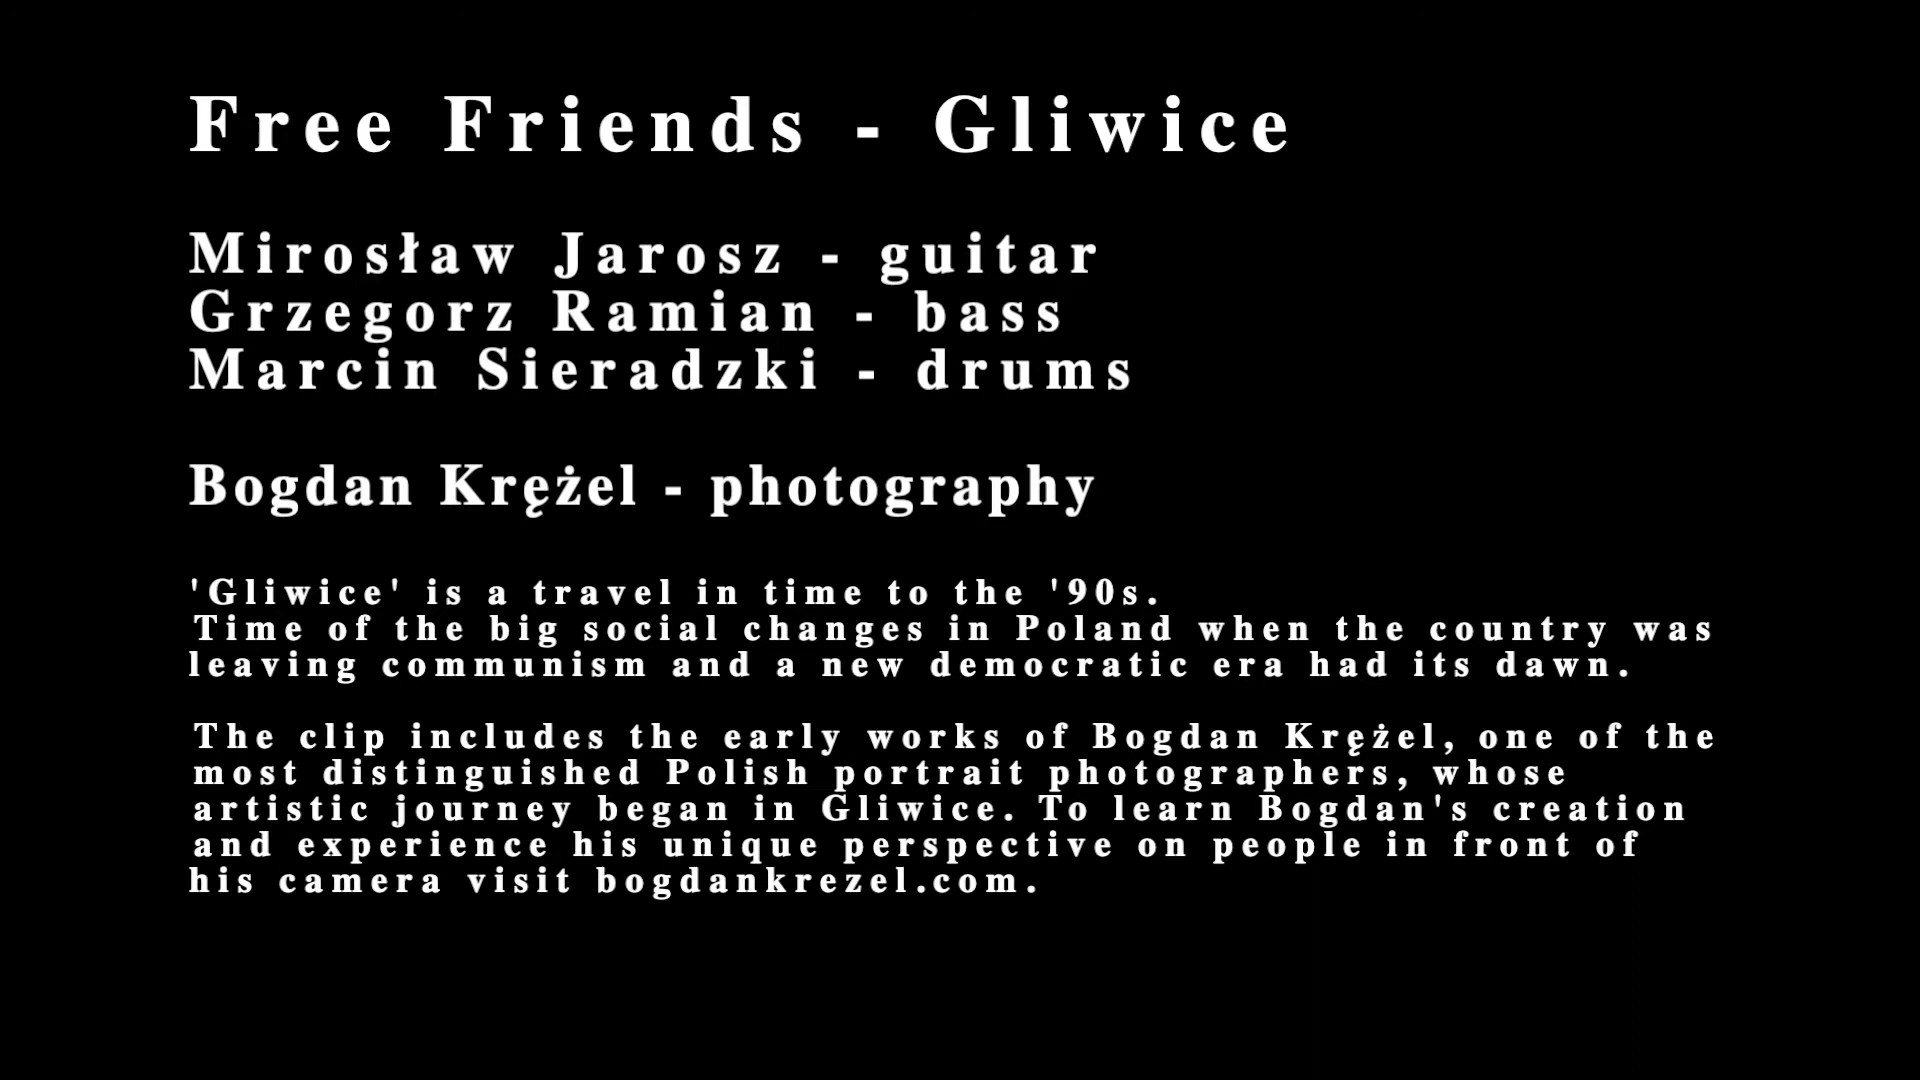 Free Friends - Gliwice
Mirosław Jarosz - guitar
Grzegorz Ramian - bass
Marcin Sieradzki - drums
Bogdan Krężel - photography
'Gliwice' is a travel in time to the '90s.
Time of the big social changes in Poland when the country was
leaving communism and a new democratic era had its dawn.
The clip includes the early works of Bogdan Krężel, one of the
most distinguished Polish portrait photographers, whose
artistic journey began in Gliwice. To learn Bogdan's creation
and experience his unique perspective on people in front of
his camera visit bogdankrezel.com.